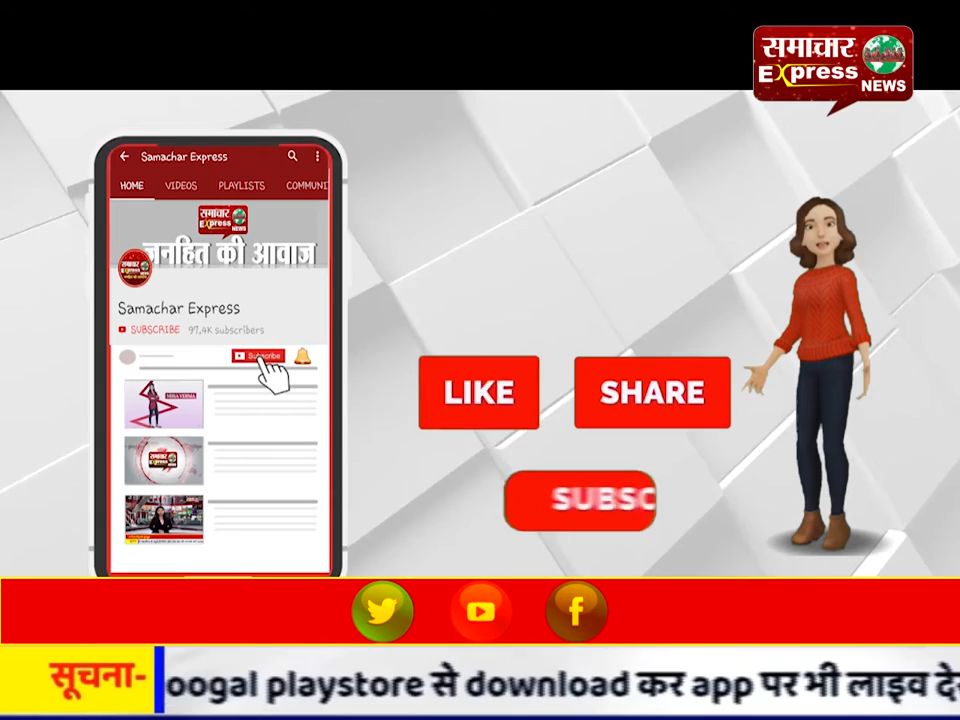 समाचार
Express
NEWS
Samachar Express
HOME VIDEOS PLAYLISTS COMMUNI
समाचार
Express
NEWS
जनहित की आवाज
Samachar Express
SUBSCRIBE 97.4K subscribers
Subscribe
LIKE SHARE
SUBSC
सूचना- oogal playstore से download कर app पर भी लाइव दे